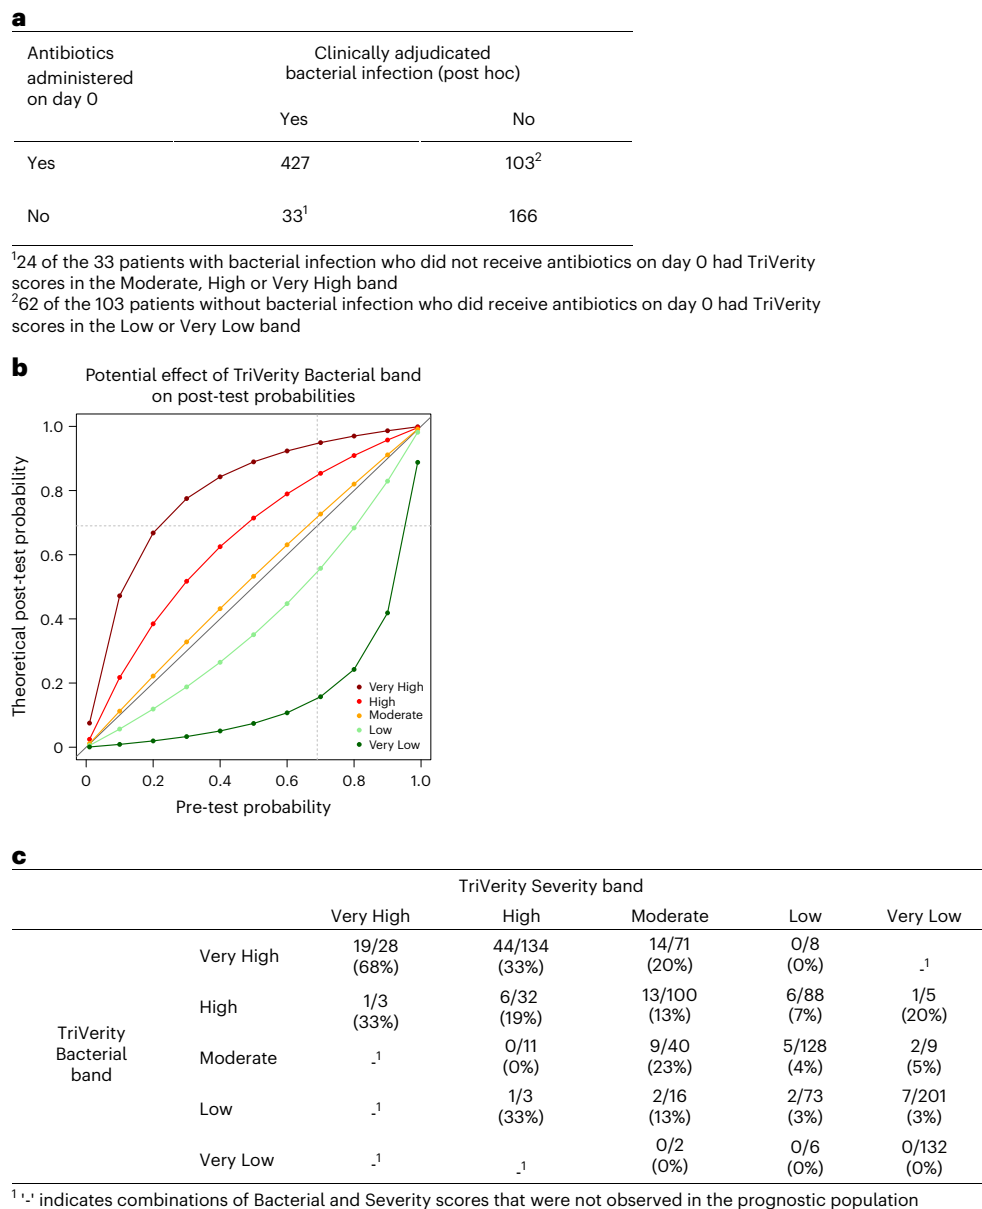 a
Antibiotics
administered
on day 0
Clinically adjudicated
bacterial infection (post hoc)
Yes No
Yes 427 103²
No 33¹ 166
¹24 of the 33 patients with bacterial infection who did not receive antibiotics on day 0 had TriVerity
scores in the Moderate, High or Very High band
²62 of the 103 patients without bacterial infection who did receive antibiotics on day 0 had TriVerity
scores in the Low or Very Low band
b
Potential effect of TriVerity Bacterial band
on post-test probabilities
Theoretical post-test probability
1.0
0.8
0.6
0.4
0.2
0
Very High
High
Moderate
Low
Very Low
0 0.2 0.4 0.6 0.8 1.0
Pre-test probability
c
TriVerity Severity band
Very High High Moderate Low Very Low
TriVerity
Bacterial
band
Very High 19/28 44/134 14/71 0/8 -¹
(68%) (33%) (20%) (0%)
High 1/3 6/32 13/100 6/88 1/5
(33%) (19%) (13%) (7%) (20%)
Moderate -¹ 0/11 9/40 5/128 2/9
(0%) (23%) (4%) (5%)
Low -¹ 1/3 2/16 2/73 7/201
(33%) (13%) (3%) (3%)
Very Low -¹ -¹ 0/2 0/6 0/132
(0%) (0%) (0%)
¹ '-' indicates combinations of Bacterial and Severity scores that were not observed in the prognostic population